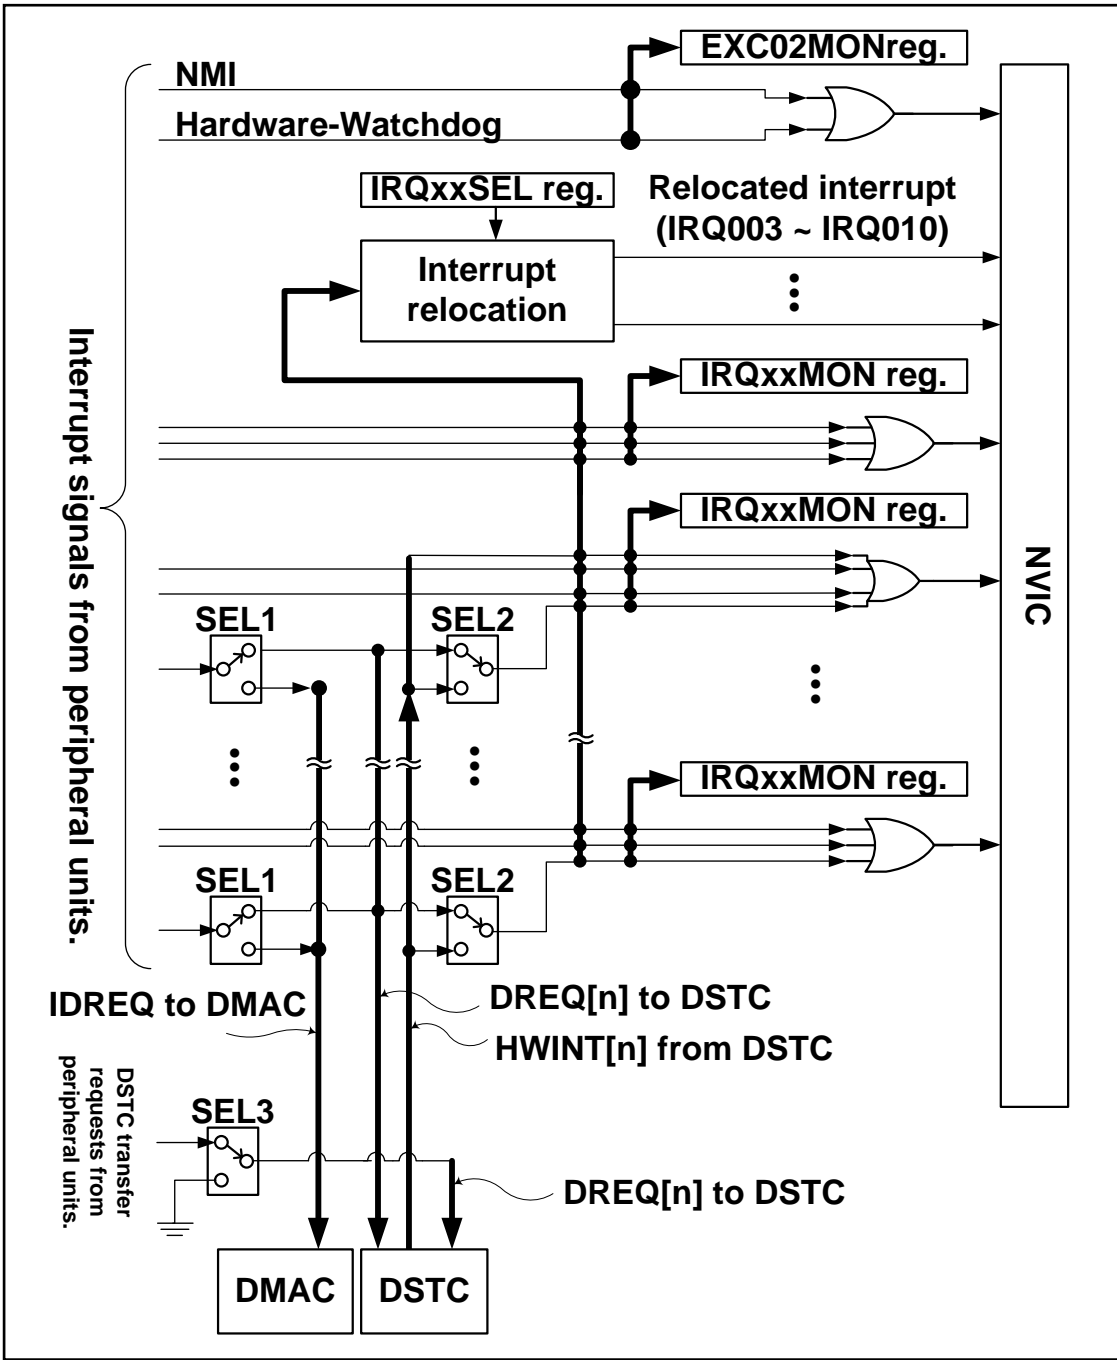 EXC02MONreg.
NMI
Hardware-Watchdog
IRQxxSEL reg.
Relocated interrupt
(IRQ003 ~ IRQ010)
Interrupt
relocation
IRQxxMON reg.
IRQxxMON reg.
NVIC
Interrupt signals from peripheral units.
SEL1
SEL2
IRQxxMON reg.
SEL1
SEL2
IDREQ to DMAC
DREQ[n] to DSTC
HWINT[n] from DSTC
DSTC transfer
requests from
peripheral units.
SEL3
DREQ[n] to DSTC
DMAC
DSTC